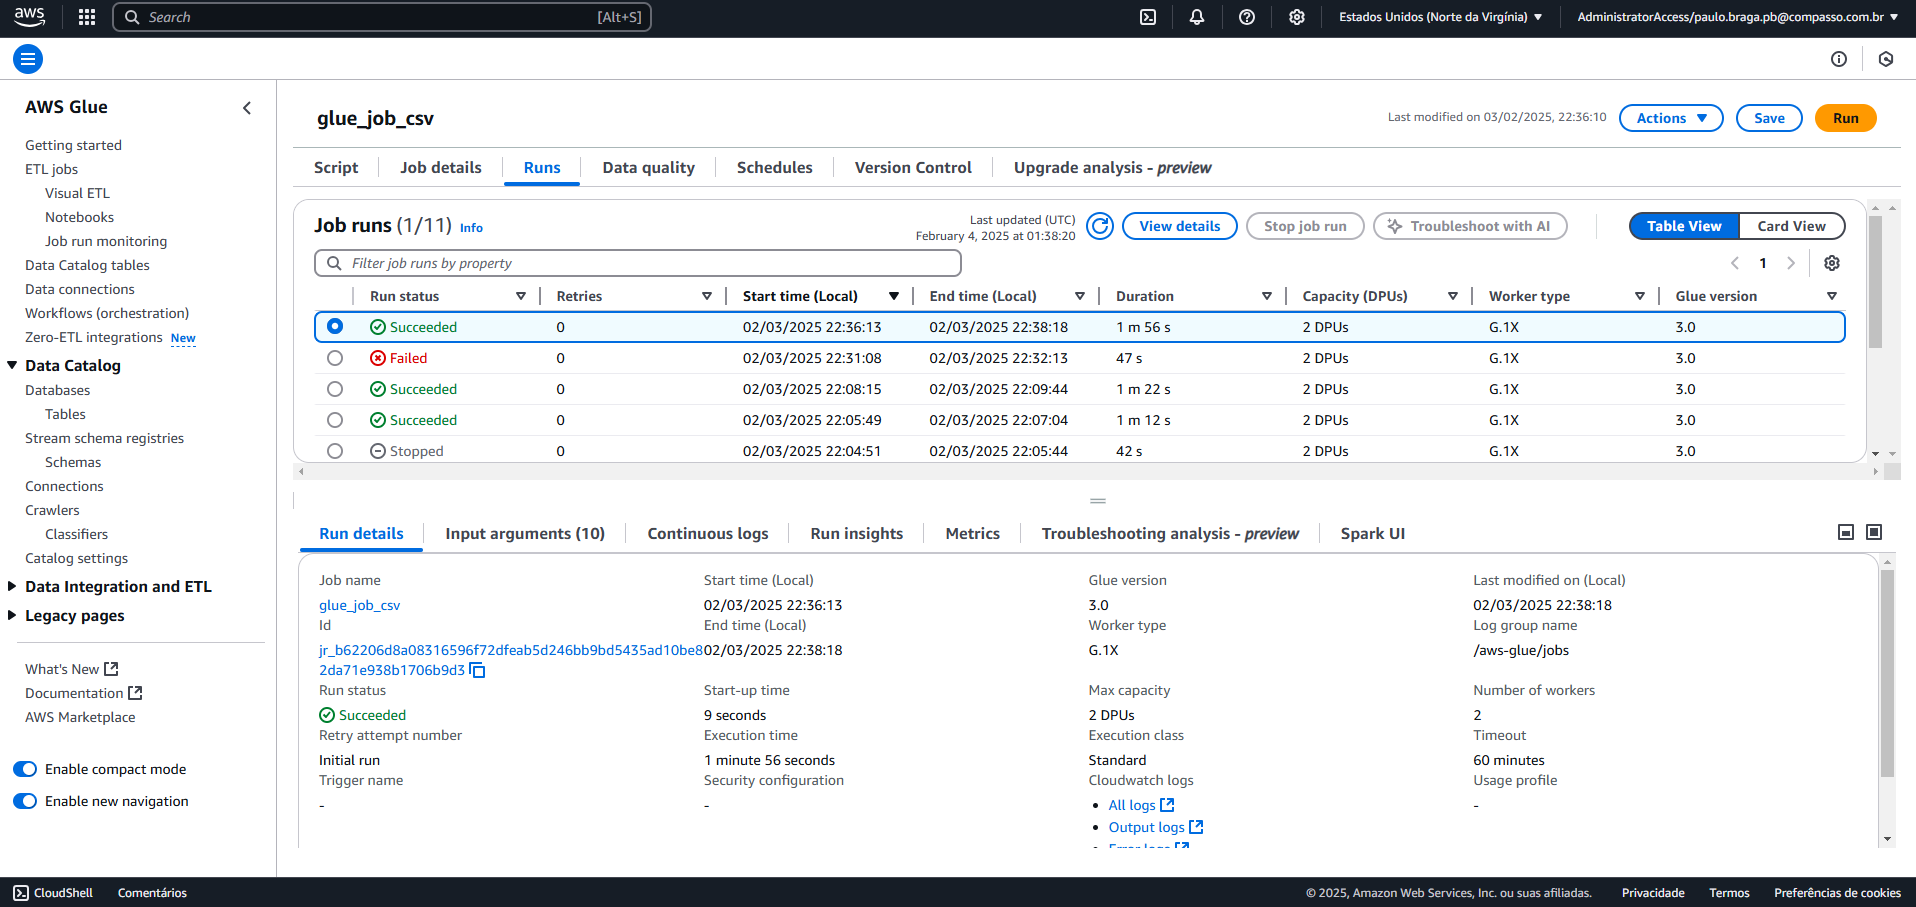 aws
Search [Alt+S]
Estados Unidos (Norte da Virgínia)
AdministratorAccess/paulo.braga.pb@compasso.com.br
AWS Glue
Getting started
ETL jobs
Visual ETL
Notebooks
Job run monitoring
Data Catalog tables
Data connections
Workflows (orchestration)
Zero-ETL integrations New
Data Catalog
Databases
Tables
Stream schema registries
Schemas
Connections
Crawlers
Classifiers
Catalog settings
Data Integration and ETL
Legacy pages
What's New
Documentation
AWS Marketplace
Enable compact mode
Enable new navigation
glue_job_csv
Last modified on 03/02/2025, 22:36:10
Actions
Save
Run
Script Job details Runs Data quality Schedules Version Control Upgrade analysis - preview
Job runs (1/11) Info
Last updated (UTC)
February 4, 2025 at 01:38:20
View details
Stop job run
Troubleshoot with AI
Table View
Card View
Filter job runs by property
1
Run status Retries Start time (Local) End time (Local) Duration Capacity (DPUs) Worker type Glue version
Succeeded 0 02/03/2025 22:36:13 02/03/2025 22:38:18 1 m 56 s 2 DPUs G.1X 3.0
Failed 0 02/03/2025 22:31:08 02/03/2025 22:32:13 47 s 2 DPUs G.1X 3.0
Succeeded 0 02/03/2025 22:08:15 02/03/2025 22:09:44 1 m 22 s 2 DPUs G.1X 3.0
Succeeded 0 02/03/2025 22:05:49 02/03/2025 22:07:04 1 m 12 s 2 DPUs G.1X 3.0
Stopped 0 02/03/2025 22:04:51 02/03/2025 22:05:44 42 s 2 DPUs G.1X 3.0
Run details Input arguments (10) Continuous logs Run insights Metrics Troubleshooting analysis - preview Spark UI
Job name Start time (Local) Glue version Last modified on (Local)
glue_job_csv 02/03/2025 22:36:13 3.0 02/03/2025 22:38:18
Id End time (Local) Worker type Log group name
jr_b62206d8a08316596f72dfeab5d246bb9bd5435ad10be8 02/03/2025 22:38:18 G.1X /aws-glue/jobs
2da71e938b1706b9d3
Run status Start-up time Max capacity Number of workers
Succeeded 9 seconds 2 DPUs 2
Retry attempt number Execution time Execution class Timeout
Initial run 1 minute 56 seconds Standard 60 minutes
Trigger name Security configuration Cloudwatch logs Usage profile
- - • All logs -
• Output logs
• Error logs
CloudShell Comentários © 2025, Amazon Web Services, Inc. ou suas afiliadas. Privacidade Termos Preferências de cookies